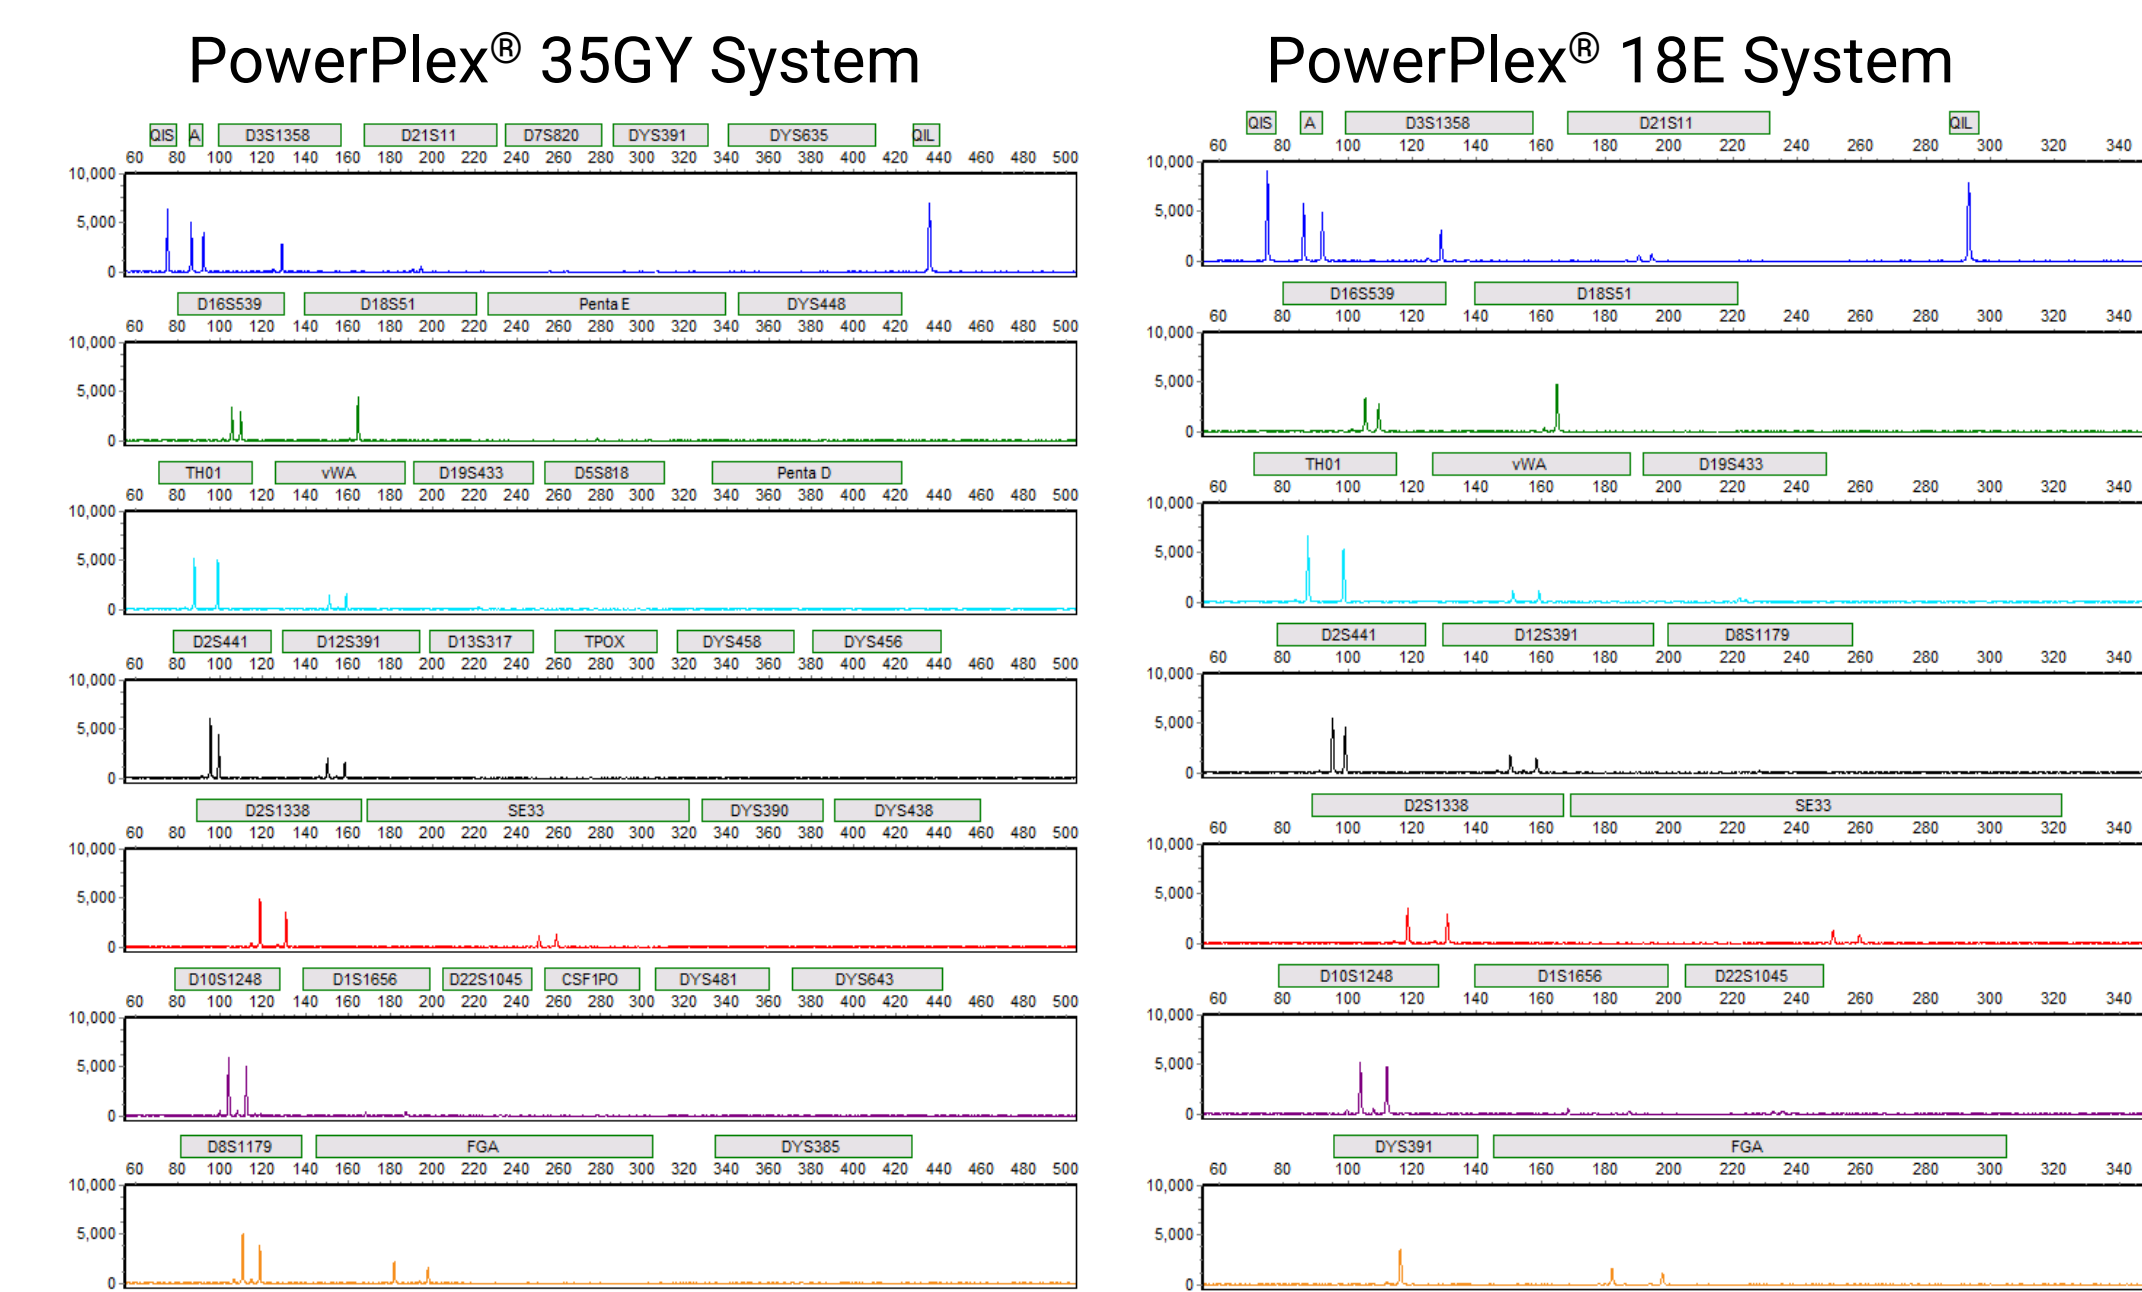 PowerPlex® 35GY System
QIS A D3S1358 D21S11 D7S820 DYS391 DYS635 QIL
60 80 100 120 140 160 180 200 220 240 260 280 300 320 340 360 380 400 420 440 460 480 500
10,000
5,000
0
D16S539 D18S51 Penta E DYS448
60 80 100 120 140 160 180 200 220 240 260 280 300 320 340 360 380 400 420 440 460 480 500
10,000
5,000
0
TH01 vWA D19S433 D5S818 Penta D
60 80 100 120 140 160 180 200 220 240 260 280 300 320 340 360 380 400 420 440 460 480 500
10,000
5,000
0
D2S441 D12S391 D13S317 TPOX DYS458 DYS456
60 80 100 120 140 160 180 200 220 240 260 280 300 320 340 360 380 400 420 440 460 480 500
10,000
5,000
0
D2S1338 SE33 DYS390 DYS438
60 80 100 120 140 160 180 200 220 240 260 280 300 320 340 360 380 400 420 440 460 480 500
10,000
5,000
0
D10S1248 D1S1656 D22S1045 CSF1PO DYS481 DYS643
60 80 100 120 140 160 180 200 220 240 260 280 300 320 340 360 380 400 420 440 460 480 500
10,000
5,000
0
D8S1179 FGA DYS385
60 80 100 120 140 160 180 200 220 240 260 280 300 320 340 360 380 400 420 440 460 480 500
10,000
5,000
0
PowerPlex® 18E System
QIS A D3S1358 D21S11 QIL
60 80 100 120 140 160 180 200 220 240 260 280 300 320 340
10,000
5,000
0
D16S539 D18S51
60 80 100 120 140 160 180 200 220 240 260 280 300 320 340
10,000
5,000
0
TH01 vWA D19S433
60 80 100 120 140 160 180 200 220 240 260 280 300 320 340
10,000
5,000
0
D2S441 D12S391 D8S1179
60 80 100 120 140 160 180 200 220 240 260 280 300 320 340
10,000
5,000
0
D2S1338 SE33
60 80 100 120 140 160 180 200 220 240 260 280 300 320 340
10,000
5,000
0
D10S1248 D1S1656 D22S1045
60 80 100 120 140 160 180 200 220 240 260 280 300 320 340
10,000
5,000
0
DYS391 FGA
60 80 100 120 140 160 180 200 220 240 260 280 300 320 340
10,000
5,000
0